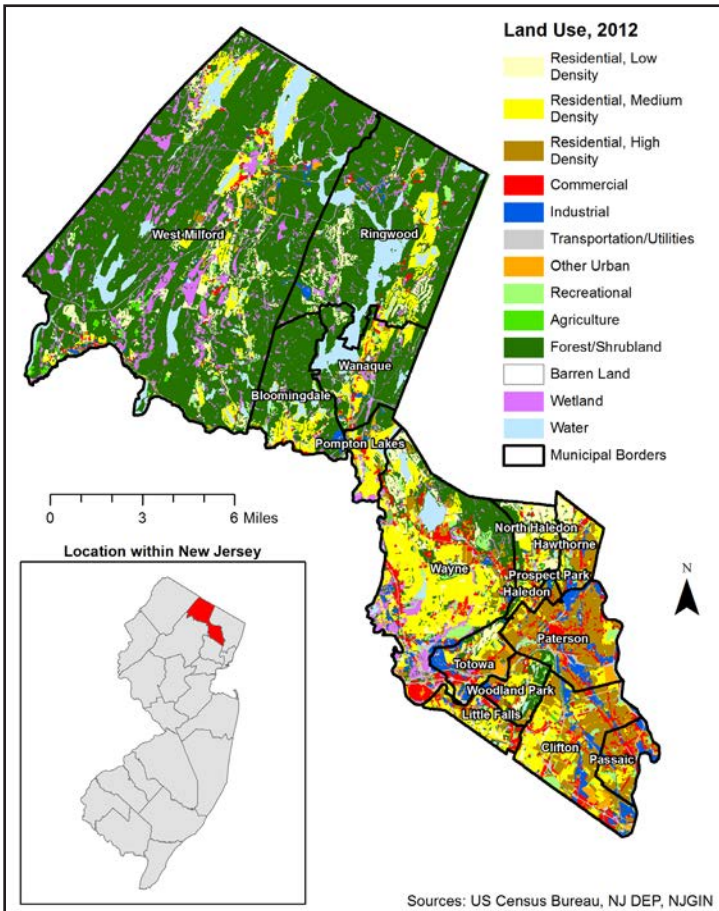 Land Use, 2012
Residential, Low
Density
Residential, Medium
Density
Residential, High
Density
Commercial
Industrial
Transportation/Utilities
Other Urban
Recreational
Agriculture
Forest/Shrubland
Barren Land
Wetland
Water
Municipal Borders
West Milford
Ringwood
Wanaque
Bloomingdale
Pompton Lakes
North Haledon
Hawthorne
Wayne
Prospect Park
Haledon
Paterson
Totowa
Woodland Park
Little Falls
Clifton
Passaic
0 3 6 Miles
N
Location within New Jersey
Sources: US Census Bureau, NJ DEP, NJGIN